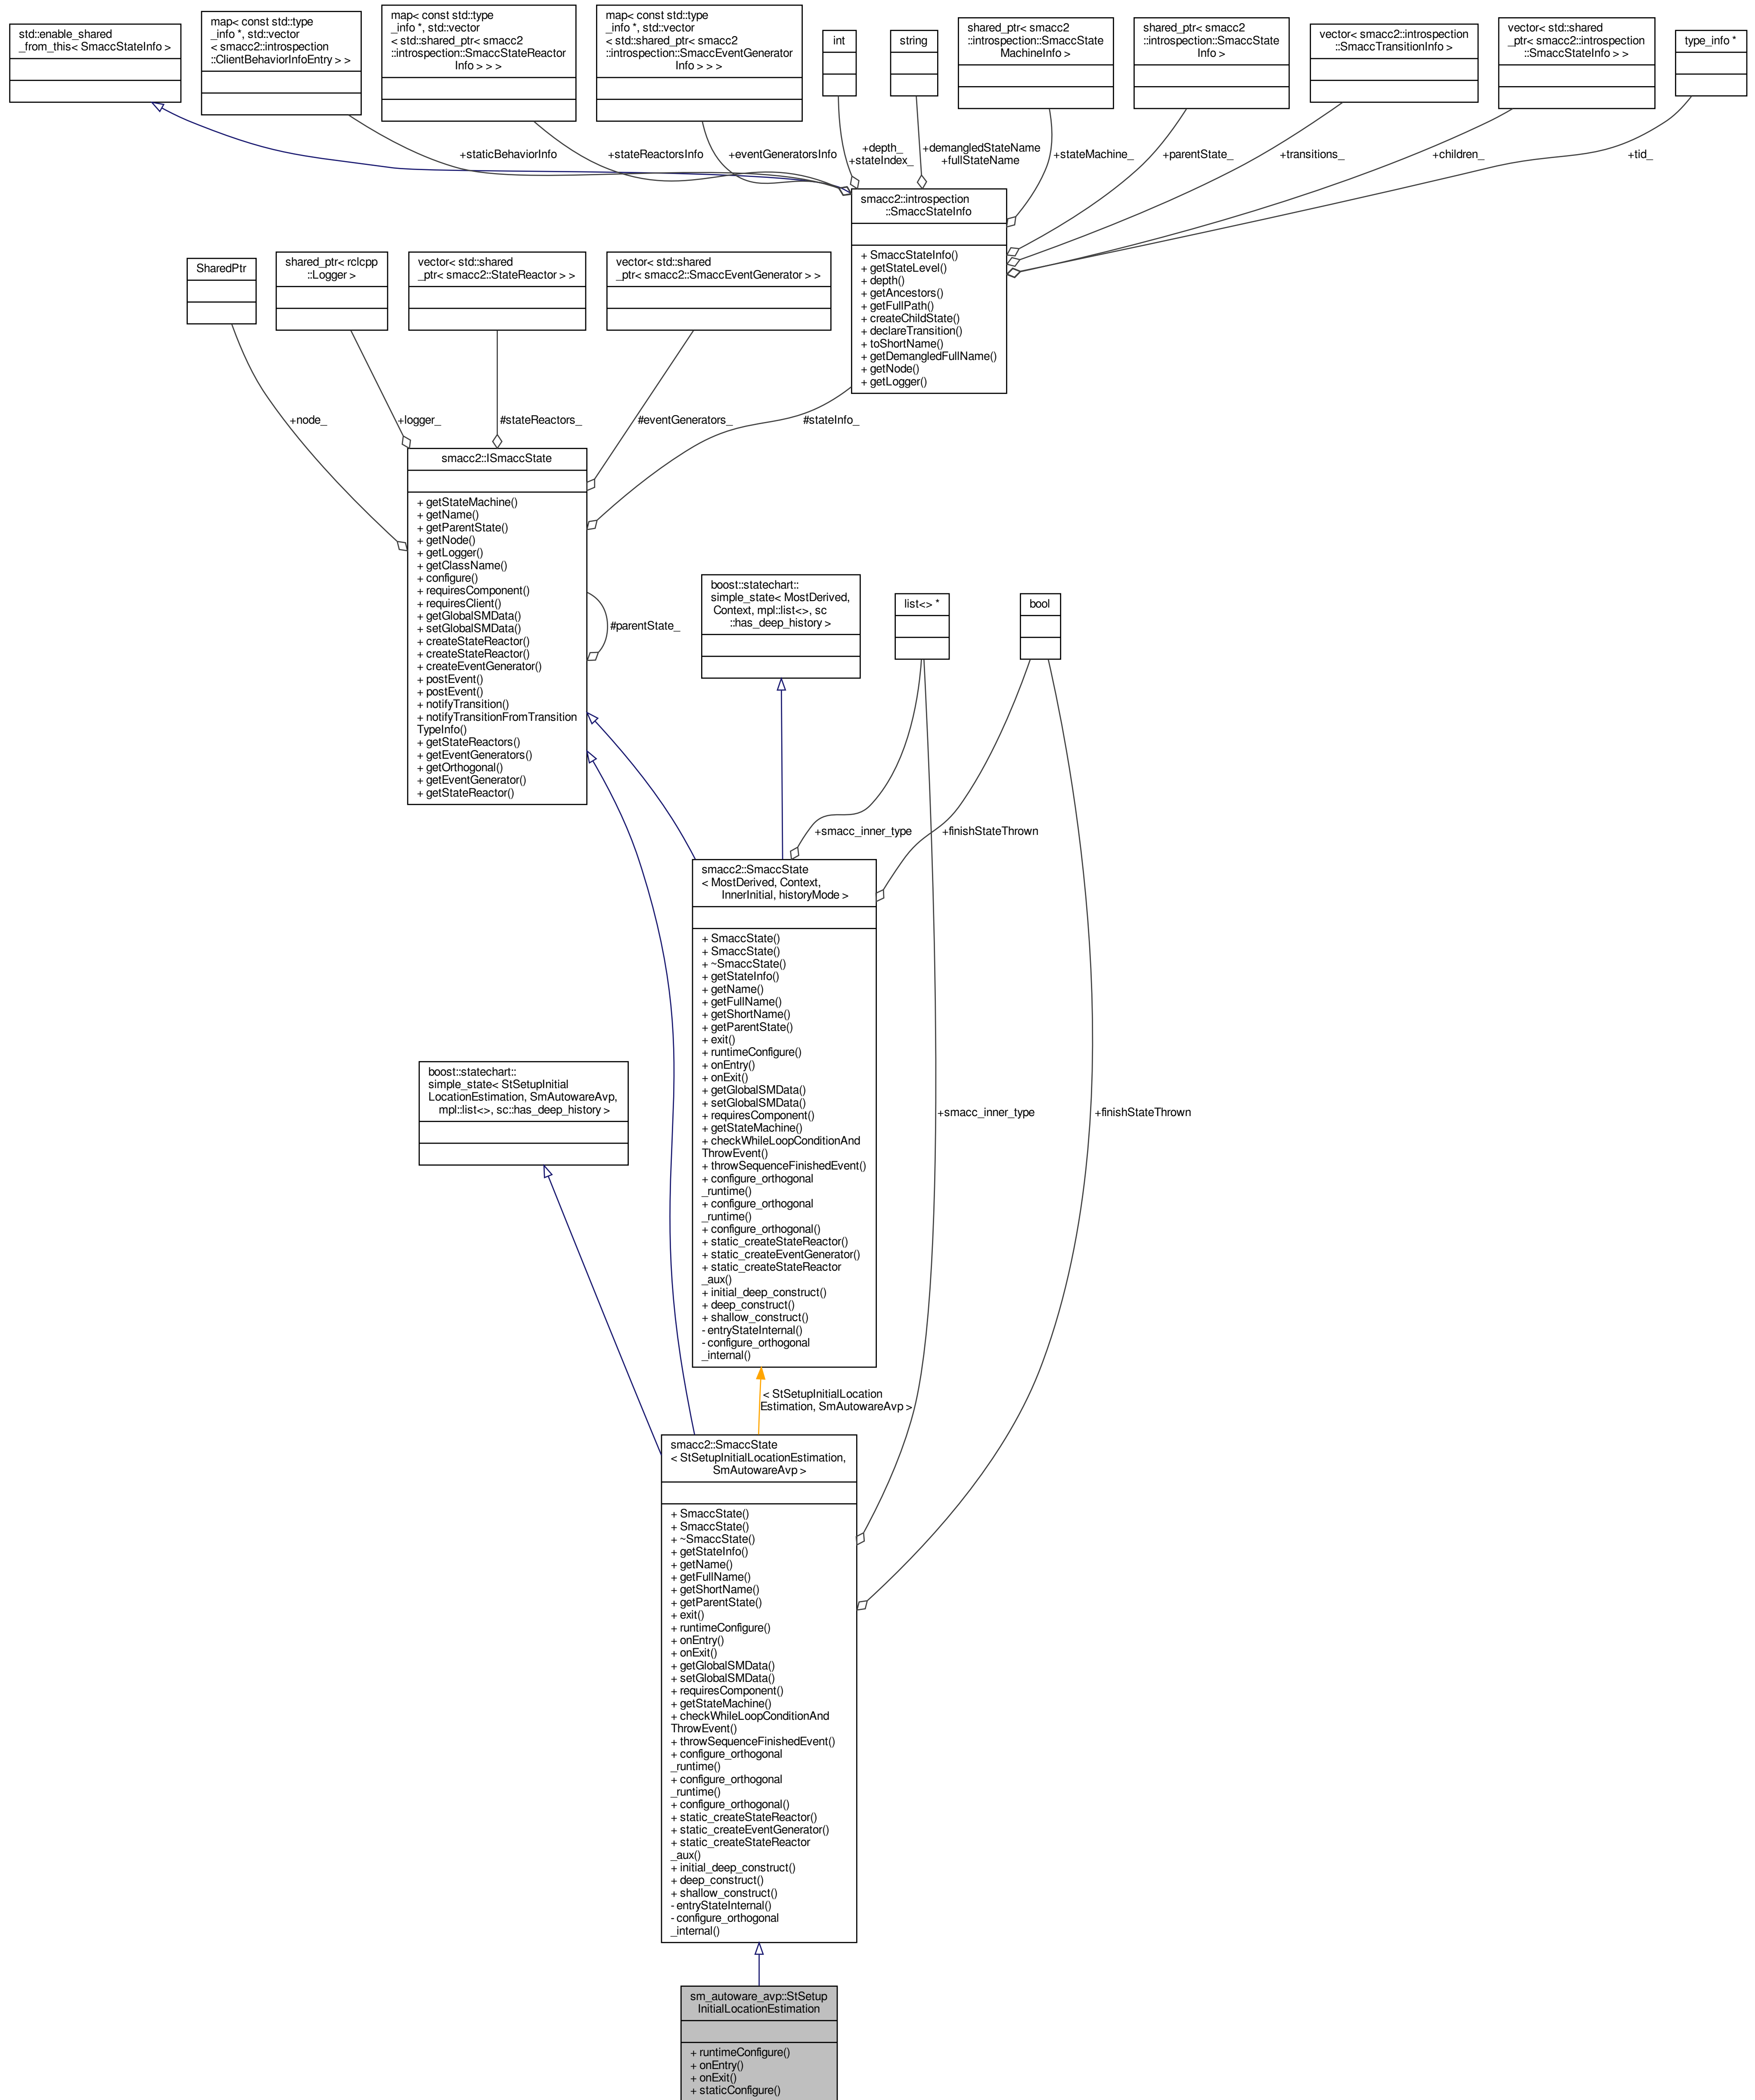 std::enable_shared
_from_this< SmaccStateInfo >
map< const std::type
_info *, std::vector
< smacc2::introspection
::ClientBehaviorInfoEntry > >
map< const std::type
_info *, std::vector
< std::shared_ptr< smacc2
::introspection::SmaccStateReactor
Info > > >
map< const std::type
_info *, std::vector
< std::shared_ptr< smacc2
::introspection::SmaccEventGenerator
Info > > >
int
string
shared_ptr< smacc2
::introspection::SmaccState
MachineInfo >
shared_ptr< smacc2
::introspection::SmaccState
Info >
vector< smacc2::introspection
::SmaccTransitionInfo >
vector< std::shared
_ptr< smacc2::introspection
::SmaccStateInfo > >
type_info *
+staticBehaviorInfo
+stateReactorsInfo
+eventGeneratorsInfo
+depth_
+stateIndex_
+demangledStateName
+fullStateName
+stateMachine_
+parentState_
+transitions_
+children_
+tid_
smacc2::introspection
::SmaccStateInfo
+ SmaccStateInfo()
+ getStateLevel()
+ depth()
+ getAncestors()
+ getFullPath()
+ createChildState()
+ declareTransition()
+ toShortName()
+ getDemangledFullName()
+ getNode()
+ getLogger()
SharedPtr
shared_ptr< rclcpp
::Logger >
vector< std::shared
_ptr< smacc2::StateReactor > >
vector< std::shared
_ptr< smacc2::SmaccEventGenerator > >
+node_
+logger_
#stateReactors_
#eventGenerators_
#stateInfo_
smacc2::ISmaccState
+ getStateMachine()
+ getName()
+ getParentState()
+ getNode()
+ getLogger()
+ getClassName()
+ configure()
+ requiresComponent()
+ requiresClient()
+ getGlobalSMData()
+ setGlobalSMData()
+ createStateReactor()
+ createStateReactor()
+ createEventGenerator()
+ postEvent()
+ postEvent()
+ notifyTransition()
+ notifyTransitionFromTransition
TypeInfo()
+ getStateReactors()
+ getEventGenerators()
+ getOrthogonal()
+ getEventGenerator()
+ getStateReactor()
#parentState_
boost::statechart::
simple_state< MostDerived,
Context, mpl::list<>, sc
::has_deep_history >
list<> *
bool
+smacc_inner_type
+finishStateThrown
smacc2::SmaccState
< MostDerived, Context,
InnerInitial, historyMode >
+ SmaccState()
+ SmaccState()
+ ~SmaccState()
+ getStateInfo()
+ getName()
+ getFullName()
+ getShortName()
+ getParentState()
+ exit()
+ runtimeConfigure()
+ onEntry()
+ onExit()
+ getGlobalSMData()
+ setGlobalSMData()
+ requiresComponent()
+ getStateMachine()
+ checkWhileLoopConditionAnd
ThrowEvent()
+ throwSequenceFinishedEvent()
+ configure_orthogonal
_runtime()
+ configure_orthogonal
_runtime()
+ configure_orthogonal()
+ static_createStateReactor()
+ static_createEventGenerator()
+ static_createStateReactor
_aux()
+ initial_deep_construct()
+ deep_construct()
+ shallow_construct()
- entryStateInternal()
- configure_orthogonal
_internal()
boost::statechart::
simple_state< StSetupInitial
LocationEstimation, SmAutowareAvp,
mpl::list<>, sc::has_deep_history >
+smacc_inner_type
+finishStateThrown
< StSetupInitialLocation
Estimation, SmAutowareAvp >
smacc2::SmaccState
< StSetupInitialLocationEstimation,
SmAutowareAvp >
+ SmaccState()
+ SmaccState()
+ ~SmaccState()
+ getStateInfo()
+ getName()
+ getFullName()
+ getShortName()
+ getParentState()
+ exit()
+ runtimeConfigure()
+ onEntry()
+ onExit()
+ getGlobalSMData()
+ setGlobalSMData()
+ requiresComponent()
+ getStateMachine()
+ checkWhileLoopConditionAnd
ThrowEvent()
+ throwSequenceFinishedEvent()
+ configure_orthogonal
_runtime()
+ configure_orthogonal
_runtime()
+ configure_orthogonal()
+ static_createStateReactor()
+ static_createEventGenerator()
+ static_createStateReactor
_aux()
+ initial_deep_construct()
+ deep_construct()
+ shallow_construct()
- entryStateInternal()
- configure_orthogonal
_internal()
sm_autoware_avp::StSetup
InitialLocationEstimation
+ runtimeConfigure()
+ onEntry()
+ onExit()
+ staticConfigure()